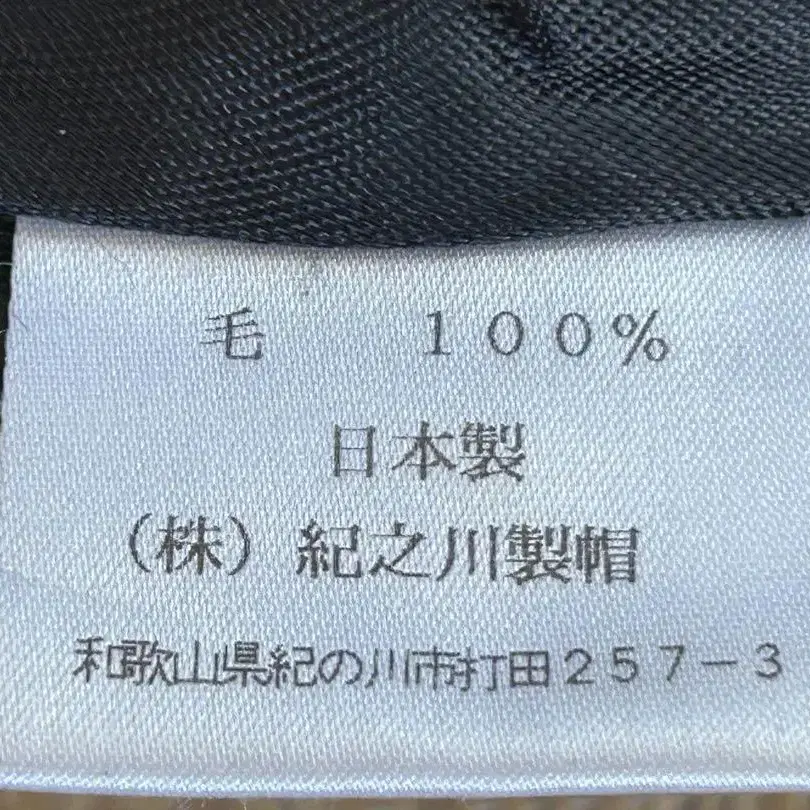 毛 １００％
日本製
（株）紀之川製帽
和歌山県紀の川市打田２５７－３